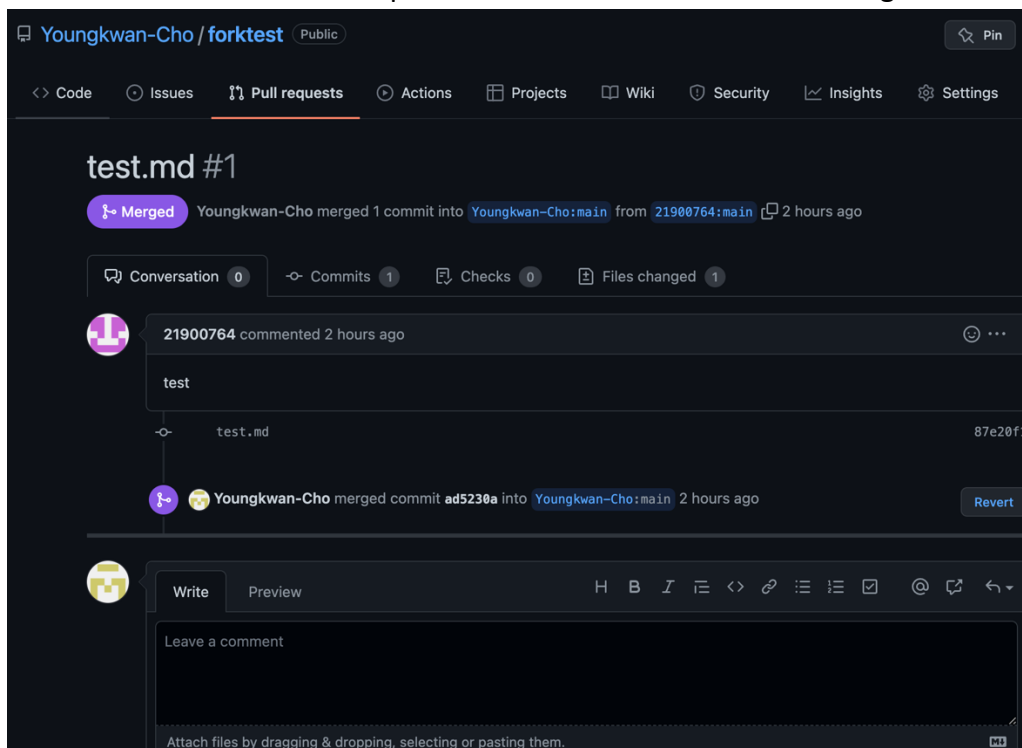 Youngkwan-Cho / forktest Public Pin
Code Issues Pull requests Actions Projects Wiki Security Insights Settings
test.md #1
Merged Youngkwan-Cho merged 1 commit into Youngkwan-Cho:main from 21900764:main 2 hours ago
Conversation 0 Commits 1 Checks 0 Files changed 1
21900764 commented 2 hours ago
test
test.md 87e20f
Youngkwan-Cho merged commit ad5230a into Youngkwan-Cho:main 2 hours ago Revert
Write Preview H B I
Leave a comment
Attach files by dragging & dropping, selecting or pasting them.